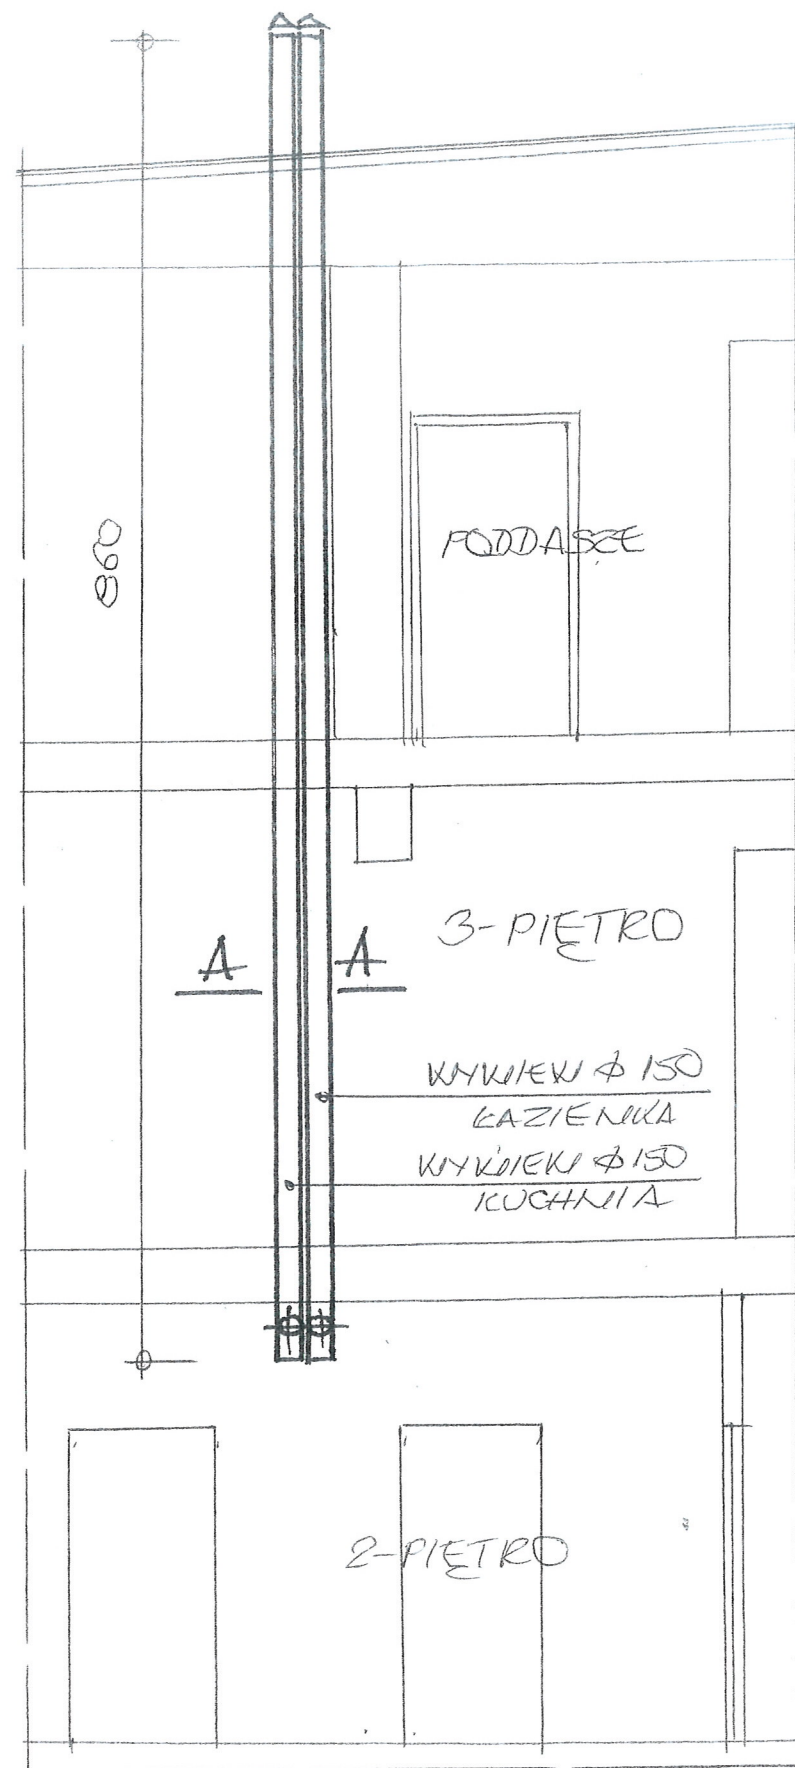 860
PODDASZE
3-PIĘTRO
A A
WYWIEW ϕ 150
ŁAZIENKA
WYWIEW ϕ 150
KUCHNIA
2-PIĘTRO